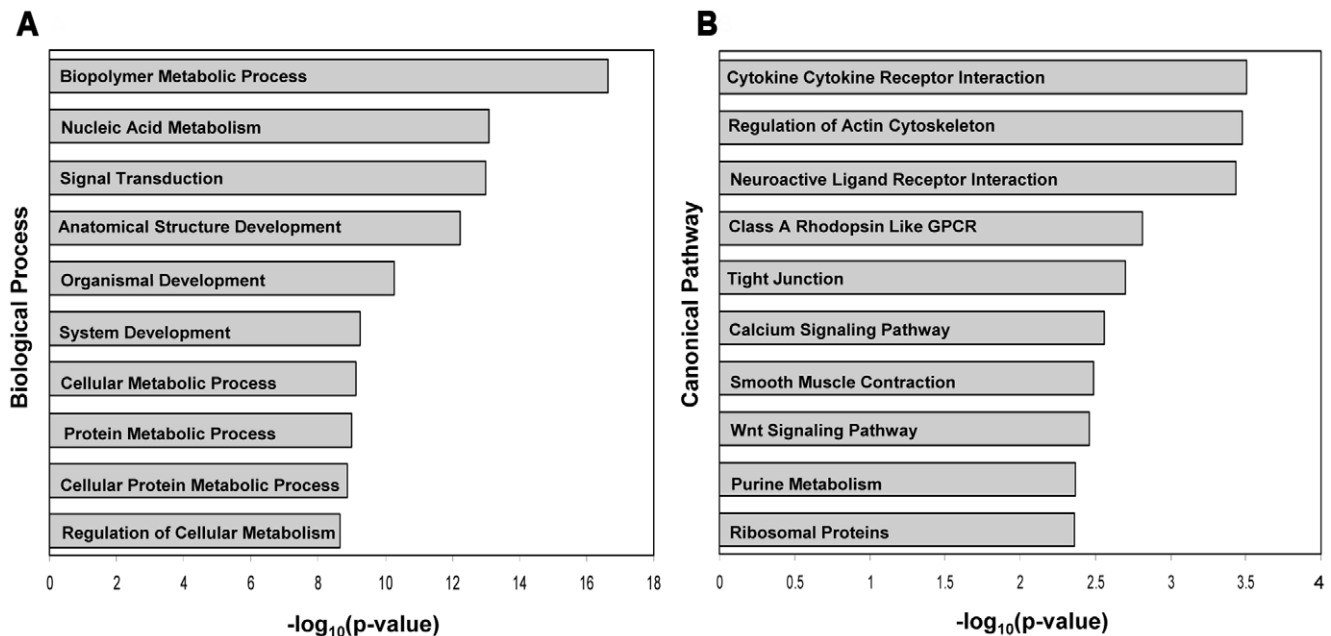 A
Biological Process
Biopolymer Metabolic Process
Nucleic Acid Metabolism
Signal Transduction
Anatomical Structure Development
Organismal Development
System Development
Cellular Metabolic Process
Protein Metabolic Process
Cellular Protein Metabolic Process
Regulation of Cellular Metabolism
0 2 4 6 8 10 12 14 16 18
-log₁₀(p-value)
B
Canonical Pathway
Cytokine Cytokine Receptor Interaction
Regulation of Actin Cytoskeleton
Neuroactive Ligand Receptor Interaction
Class A Rhodopsin Like GPCR
Tight Junction
Calcium Signaling Pathway
Smooth Muscle Contraction
Wnt Signaling Pathway
Purine Metabolism
Ribosomal Proteins
0 0.5 1 1.5 2 2.5 3 3.5 4
-log₁₀(p-value)